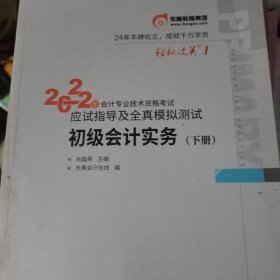 东奥教育集团
www.dongao.com
24年丰碑屹立，成就千万学员
轻松过关®1
2022年会计专业技术资格考试
应试指导及全真模拟测试
初级会计实务（下册）
肖磊荣 主编
东奥会计在线 编